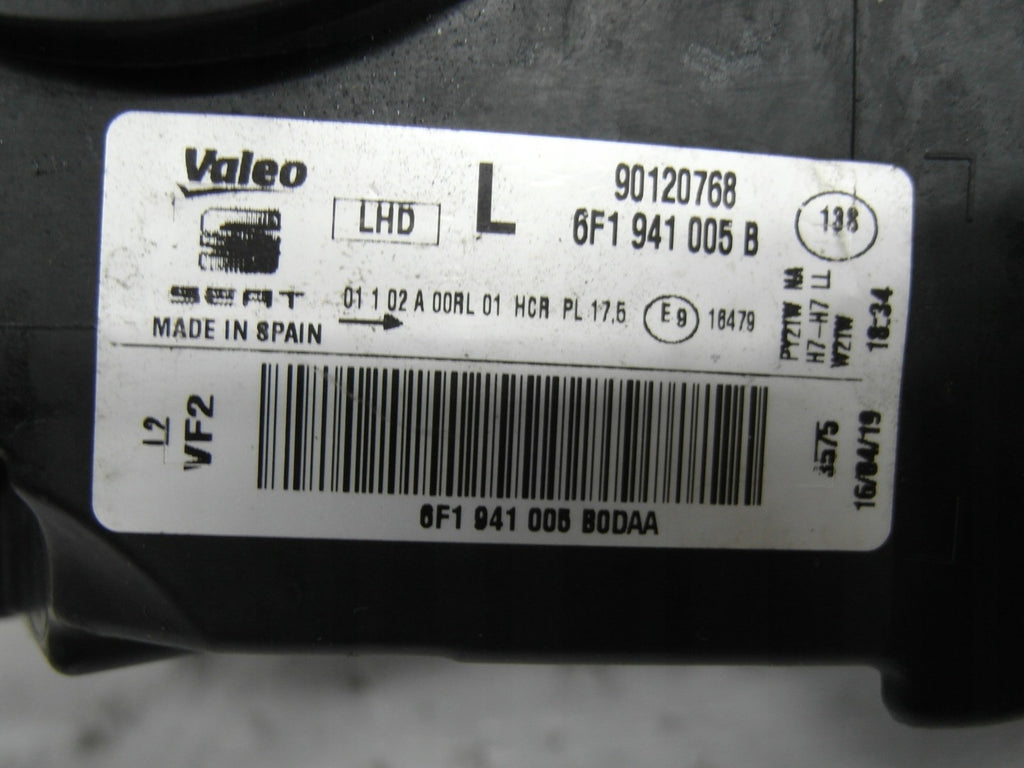 Valeo
LHD
L
90120768
6F1 941 005 B
138
SEAT
MADE IN SPAIN
01 1 02 A 00RL 01 HCR PL 17,5
E 9
16479
PY21W NA
H7-H7 LL
W21W
18:34
L2
VF2
3575
16/04/19
6F1 941 005 B0DAA